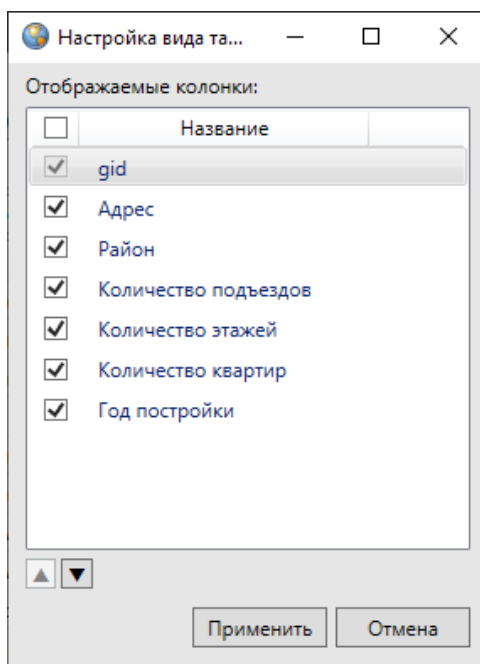 Настройка вида та...
Отображаемые колонки:
Название
gid
Адрес
Район
Количество подъездов
Количество этажей
Количество квартир
Год постройки
Применить Отмена